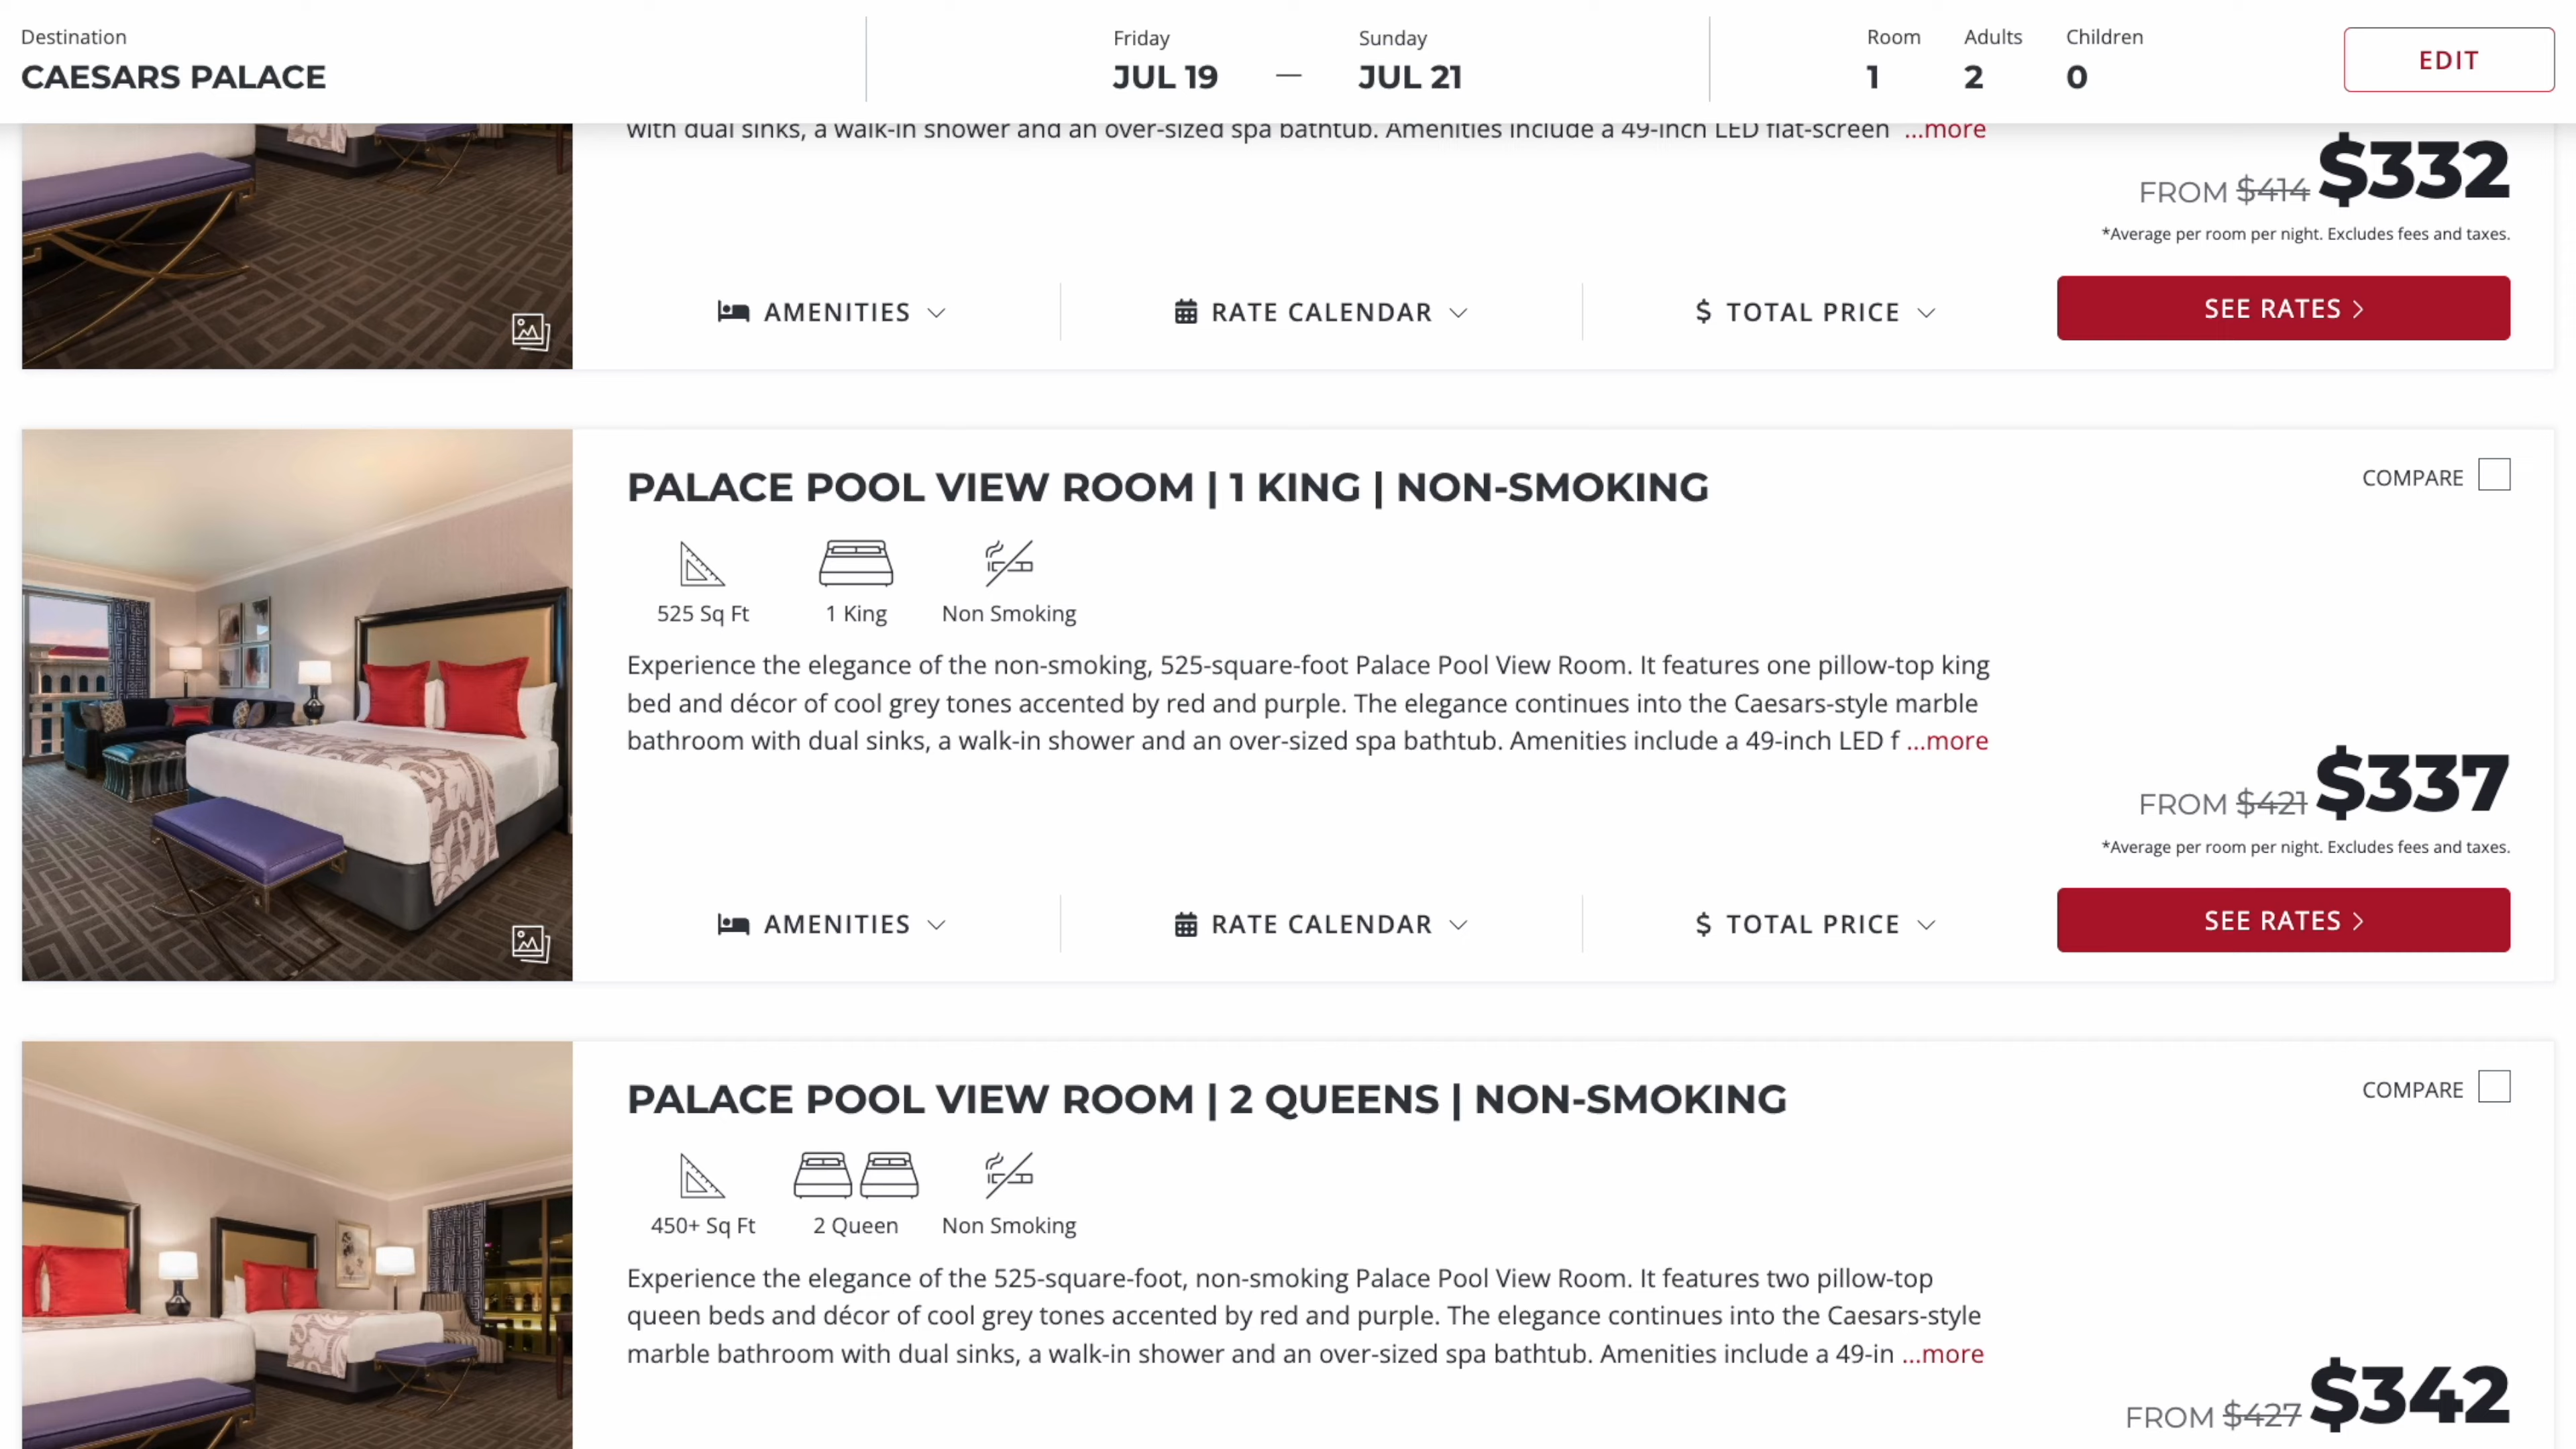 Destination
CAESARS PALACE
Friday
JUL 19
—
Sunday
JUL 21
Room
1
Adults
2
Children
0
EDIT
with dual sinks, a walk-in shower and an over-sized spa bathtub. Amenities include a 49-inch LED flat-screen ...more
FROM $414 $332
*Average per room per night. Excludes fees and taxes.
AMENITIES
RATE CALENDAR
$ TOTAL PRICE
SEE RATES >
PALACE POOL VIEW ROOM | 1 KING | NON-SMOKING
COMPARE
525 Sq Ft
1 King
Non Smoking
Experience the elegance of the non-smoking, 525-square-foot Palace Pool View Room. It features one pillow-top king
bed and décor of cool grey tones accented by red and purple. The elegance continues into the Caesars-style marble
bathroom with dual sinks, a walk-in shower and an over-sized spa bathtub. Amenities include a 49-inch LED f ...more
FROM $421 $337
*Average per room per night. Excludes fees and taxes.
AMENITIES
RATE CALENDAR
$ TOTAL PRICE
SEE RATES >
PALACE POOL VIEW ROOM | 2 QUEENS | NON-SMOKING
COMPARE
450+ Sq Ft
2 Queen
Non Smoking
Experience the elegance of the 525-square-foot, non-smoking Palace Pool View Room. It features two pillow-top
queen beds and décor of cool grey tones accented by red and purple. The elegance continues into the Caesars-style
marble bathroom with dual sinks, a walk-in shower and an over-sized spa bathtub. Amenities include a 49-in ...more
FROM $427 $342